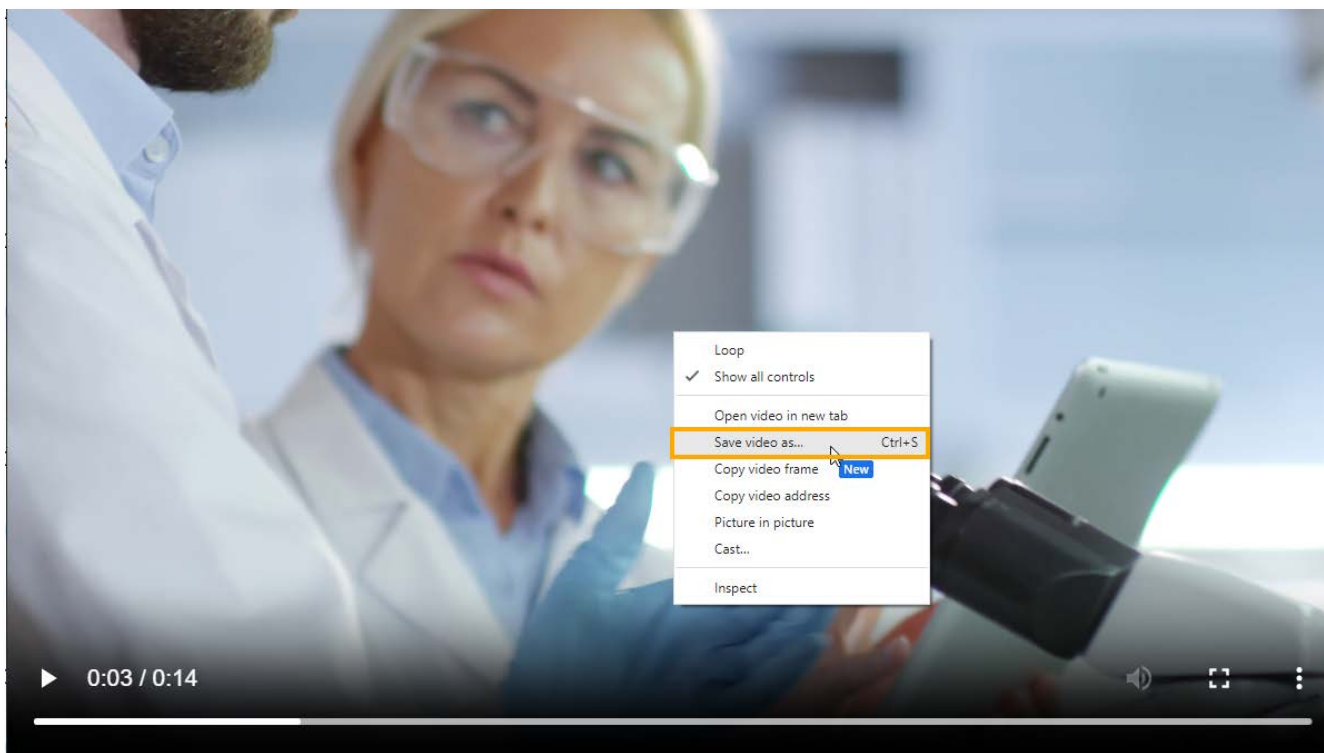 Loop
✓ Show all controls
Open video in new tab
Save video as... Ctrl+S
Copy video frame New
Copy video address
Picture in picture
Cast...
Inspect
0:03 / 0:14